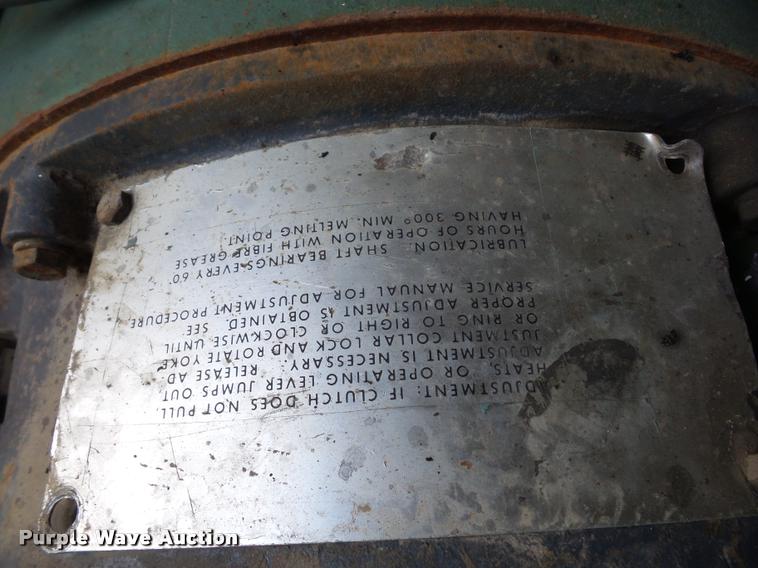 ADJUSTMENT: IF CLUTCH DOES NOT PULL,
HEATS, OR OPERATING LEVER JUMPS OUT,
ADJUSTMENT IS NECESSARY. RELEASE AD-
JUSTMENT COLLAR LOCK AND ROTATE YOKE
OR RING TO RIGHT OR CLOCKWISE UNTIL
PROPER ADJUSTMENT IS OBTAINED. SEE
SERVICE MANUAL FOR ADJUSTMENT PROCEDURE.
LUBRICATION: SHAFT BEARINGS-EVERY 60
HOURS OF OPERATION WITH FIBRE GREASE
HAVING 300° MIN. MELTING POINT.
Purple Wave Auction